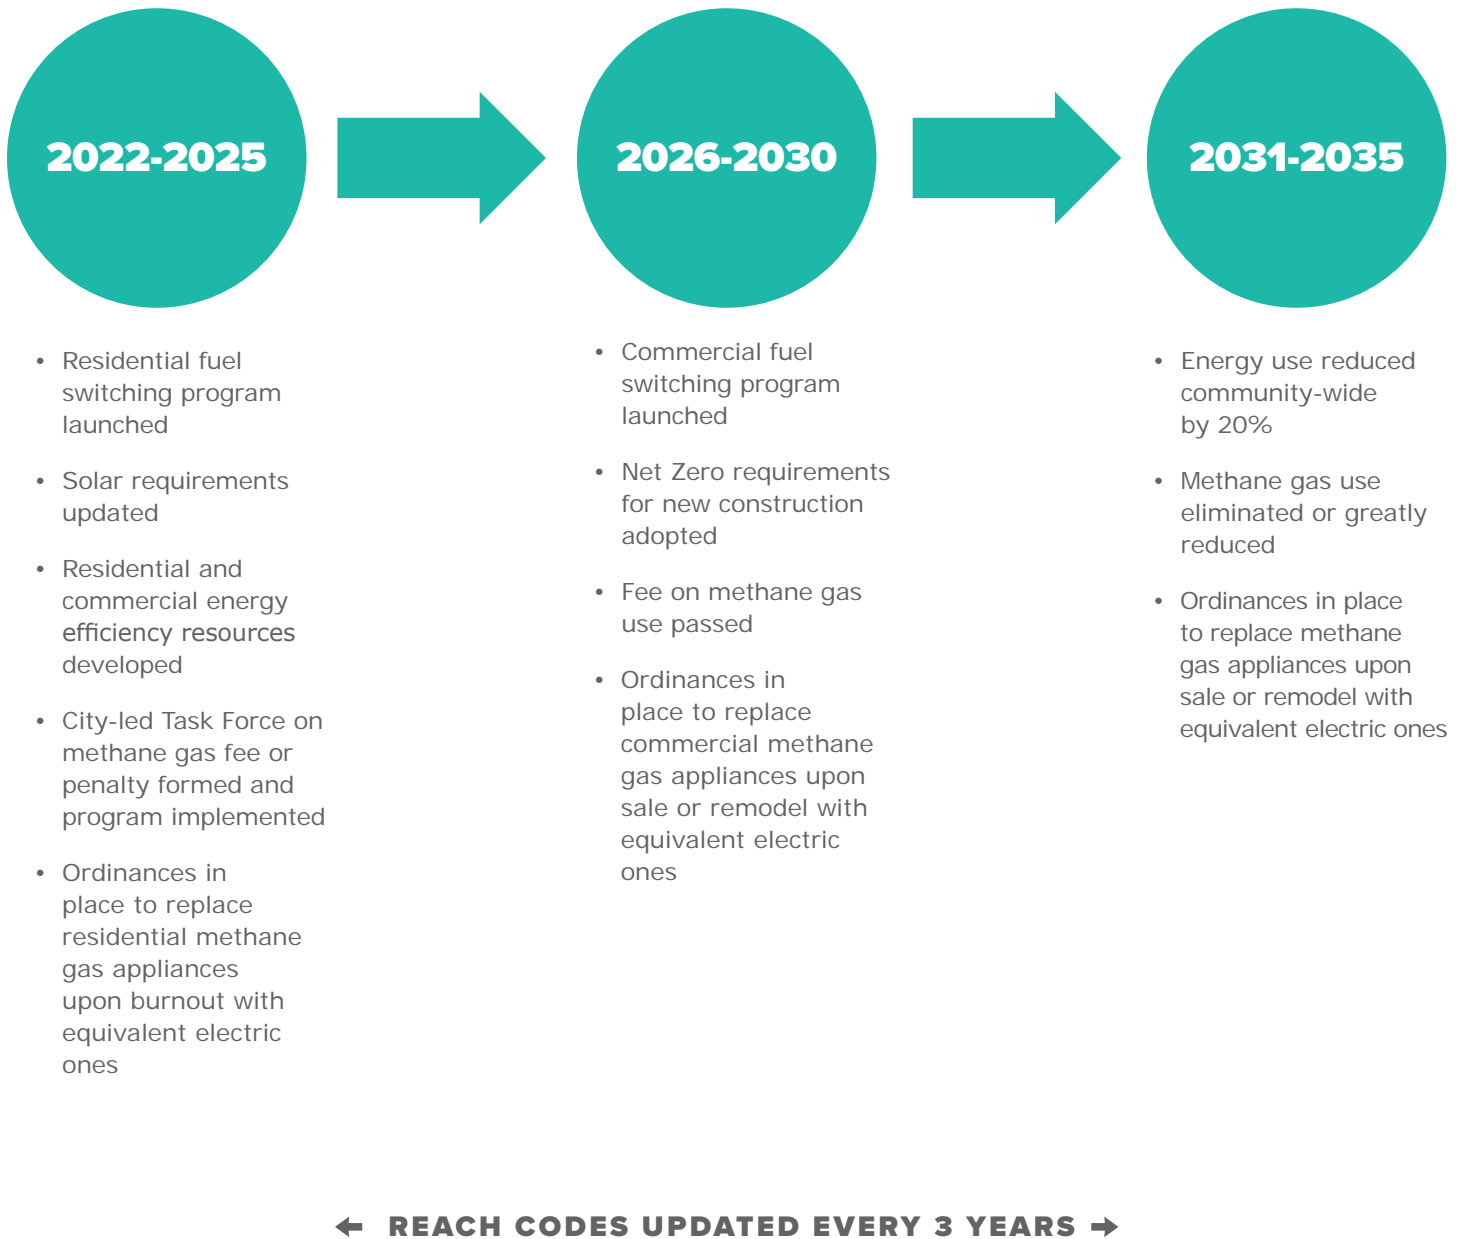 2022-2025
• Residential fuel
switching program
launched
• Solar requirements
updated
• Residential and
commercial energy
efficiency resources
developed
• City-led Task Force on
methane gas fee or
penalty formed and
program implemented
• Ordinances in
place to replace
residential methane
gas appliances
upon burnout with
equivalent electric
ones
2026-2030
• Commercial fuel
switching program
launched
• Net Zero requirements
for new construction
adopted
• Fee on methane gas
use passed
• Ordinances in
place to replace
commercial methane
gas appliances upon
sale or remodel with
equivalent electric
ones
2031-2035
• Energy use reduced
community-wide
by 20%
• Methane gas use
eliminated or greatly
reduced
• Ordinances in place
to replace methane
gas appliances upon
sale or remodel with
equivalent electric ones
REACH CODES UPDATED EVERY 3 YEARS